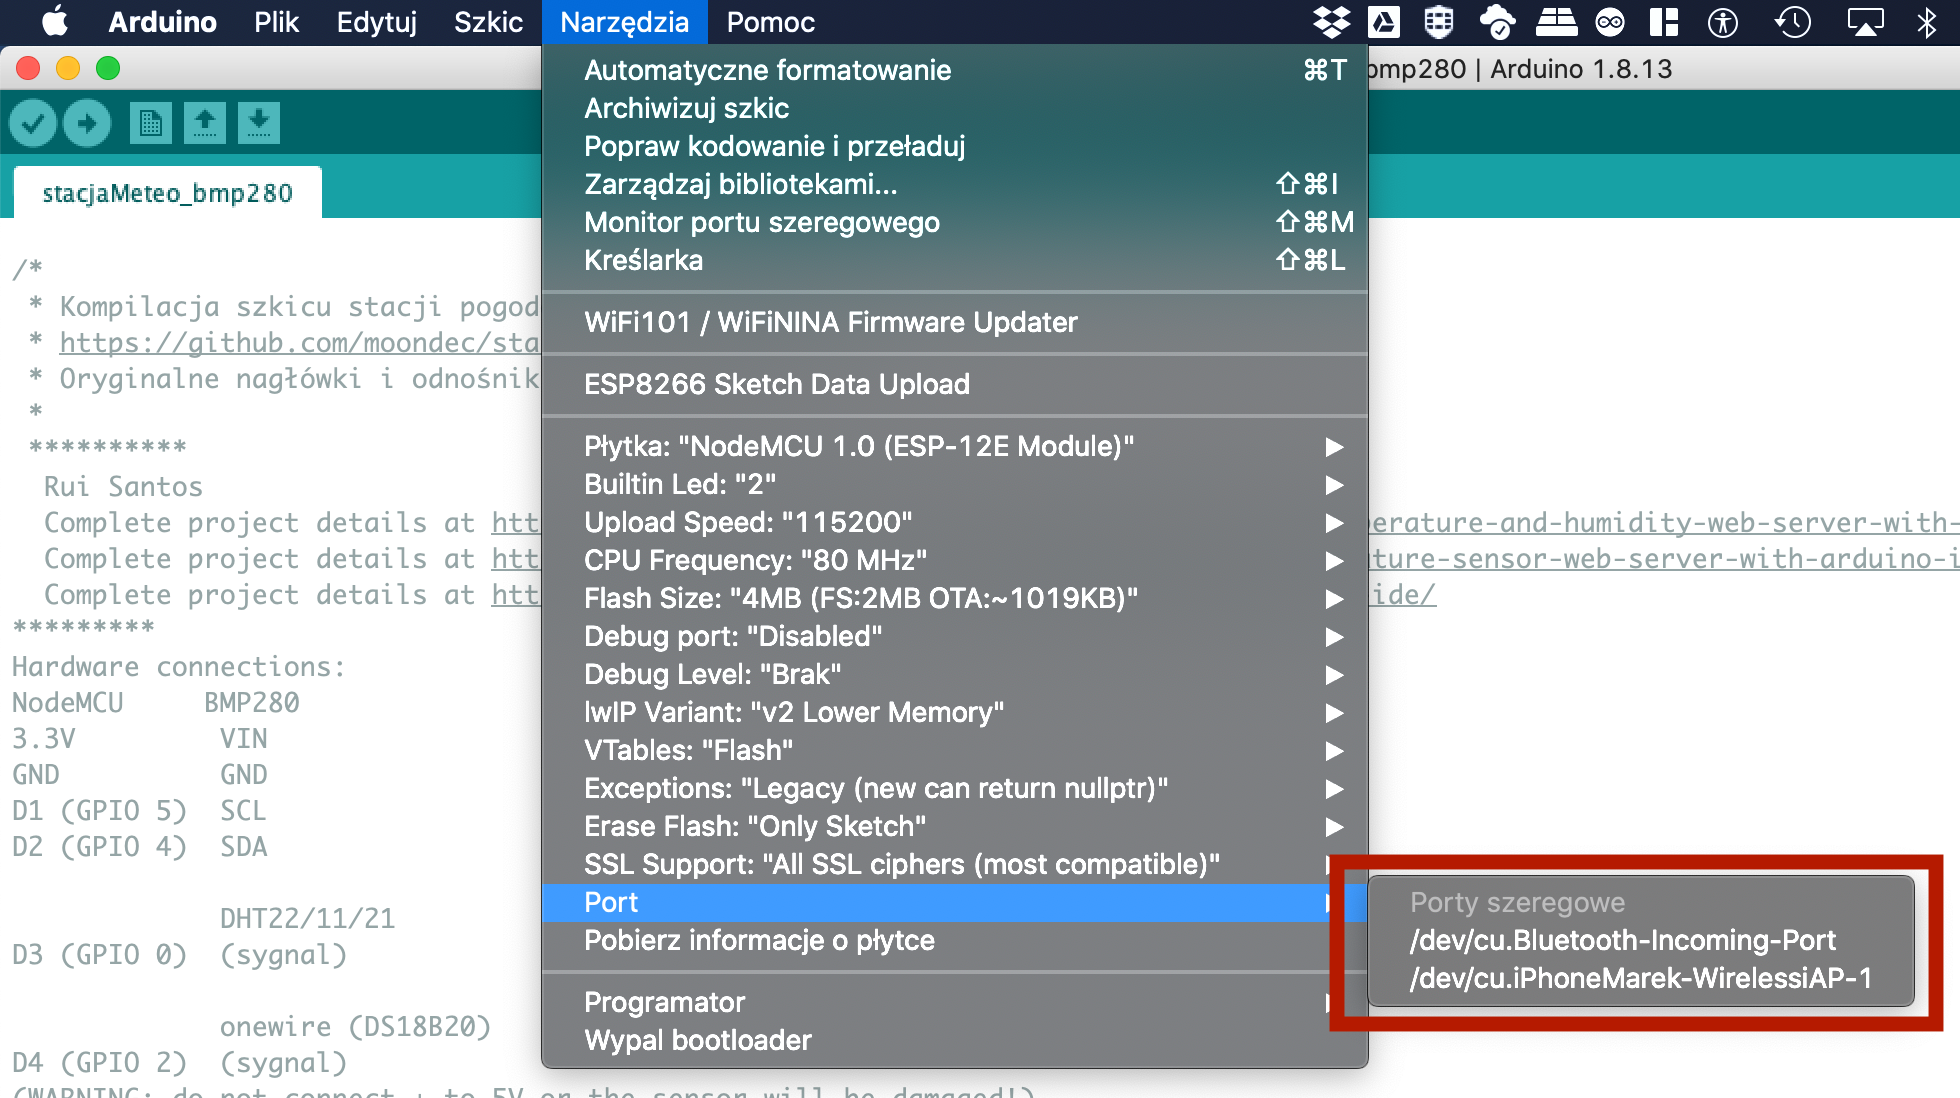 Arduino Plik Edytuj Szkic Narzędzia Pomoc
bmp280 | Arduino 1.8.13
stacjaMeteo_bmp280
Automatyczne formatowanie ⌘T
Archiwizuj szkic
Popraw kodowanie i przeładuj
Zarządzaj bibliotekami... ⇧⌘I
Monitor portu szeregowego ⇧⌘M
Kreślarka ⇧⌘L
WiFi101 / WiFiNINA Firmware Updater
ESP8266 Sketch Data Upload
Płytka: "NodeMCU 1.0 (ESP-12E Module)"
Builtin Led: "2"
Upload Speed: "115200"
CPU Frequency: "80 MHz"
Flash Size: "4MB (FS:2MB OTA:~1019KB)"
Debug port: "Disabled"
Debug Level: "Brak"
lwIP Variant: "v2 Lower Memory"
VTables: "Flash"
Exceptions: "Legacy (new can return nullptr)"
Erase Flash: "Only Sketch"
SSL Support: "All SSL ciphers (most compatible)"
Port
Pobierz informacje o płytce
Programator
Wypal bootloader
Porty szeregowe
/dev/cu.Bluetooth-Incoming-Port
/dev/cu.iPhoneMarek-WirelessiAP-1
/*
* Kompilacja szkicu stacji pogod
* https://github.com/moondec/sta
* Oryginalne nagłówki i odnośnik
*
**********
Rui Santos
Complete project details at htt erature-and-humidity-web-server-with-
Complete project details at htt ture-sensor-web-server-with-arduino-i
Complete project details at htt ide/
*********
Hardware connections:
NodeMCU BMP280
3.3V VIN
GND GND
D1 (GPIO 5) SCL
D2 (GPIO 4) SDA
DHT22/11/21
D3 (GPIO 0) (sygnal)
onewire (DS18B20)
D4 (GPIO 2) (sygnal)
(WARNING: do not connect + to 5V or the sensor will be damaged!)